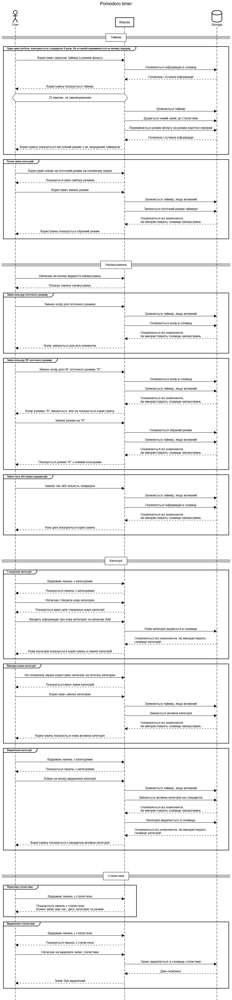 Pomodoro timer
User
Website
Storage
Таймер
Один цикл роботи, повторюється стандартно 4 рази. На останній перемикається на велику перерву
Користувач запускає таймер в режимі фокусу
Оновлюється інформація в сховищі
Оновлена і остання інформація
Користувачу показується таймер
25 хвилин, за замовчуванням
Зупиняється таймер
Додається новий запис до статистики
Перемикається режим фокусу на режим короткої перерви
Оновлена і остання інформація
Користувачу показується наступний режим з не запущеним таймером
Ручна зміна категорій
Користувач клікає на поточний режим на головному екрані
Показується вікно вибору режима
Користувач змінює режим
Зупиняється таймер, якщо активний
Змінюється поточний режим таймера
Оновлюються всі компоненти,
які використовують сховище налаштувань
Користувачу показується обраний режим
Налаштування
Натискає на кнопку відкриття налаштувань
Показує панель налаштувань
Зміна кольору поточного режиму
Змінює колір для поточного режиму
Зупиняється таймер, якщо активний
Оновлюється колір в сховищі
Оновлюються всі компоненти,
які використовують сховище налаштувань
Колір змінюється для всіх елементів
Зміна кольору НЕ поточного режиму
Змінює колір для НЕ поточного режиму "А"
Оновлюється колір в сховищі
Зупиняється таймер, якщо активний
Оновлюються всі компоненти,
які використовують сховище налаштувань
Колір режиму "А" змінюється, але не показується користувачу
Змінює режим на "А"
Оновлюється обраний режим
Зупиняється таймер, якщо активний
Оновлюються всі компоненти,
які використовують сховище налаштувань
Показується режим "А" з новими кольорами
Зміна часу або інших параметрів
Змінює час або кількість помідорок
Зупиняється таймер, якщо активний
Оновлюється інформація в сховищі
Оновлюються всі компоненти,
які використовують сховище налаштувань
Нові дані показуються користувачу
Категорії
Створення категорії
Відкриває панель з категоріями
Показується панель з категоріями
Натискає створити нову категорію
Показується вікно для створення нової категорії
Вводить інформацію про нову категорію та натискає Add
Нова категорія додається в сховище
Оновлюються всі компоненти, які використовують
сховище категорій
Нова категорія показується користувачу в панелі категорій
Використання категорії
На головному екрані користувач натискає на поточну категорію
Показується вікно зміни категорій
Користувач змінює категорію
Зупиняється таймер, якщо активний
Змінюється активна категорія
Оновлюються всі компоненти,
які використовують сховище налаштувань
Користувачу показується нова активна категорія
Видалення категорії
Відкриває панель з категоріями
Показується панель з категоріями
Клікає на іконку видалення категорії
Зупиняється таймер, якщо активний
Змінюється активна категорія на стандартну
Оновлюються всі компоненти,
які використовують сховище налаштувань
Категорія видаляється зі сховища
Оновлюються всі компоненти, які використовують
сховище категорій
Користувачу показується стандартна активна категорія
Статистика
Перегляд статистики
Відкриває панель з статисткою
Показується панель з статисткою
Кожен запис має час, дату, категорію та режим
Видалення статистики
Відкриває панель з статисткою
Показується панель з статисткою
Натискає на видалити запис статистики
Запис видаляється зі сховища статистики
Дані оновлено
Запис був видалений